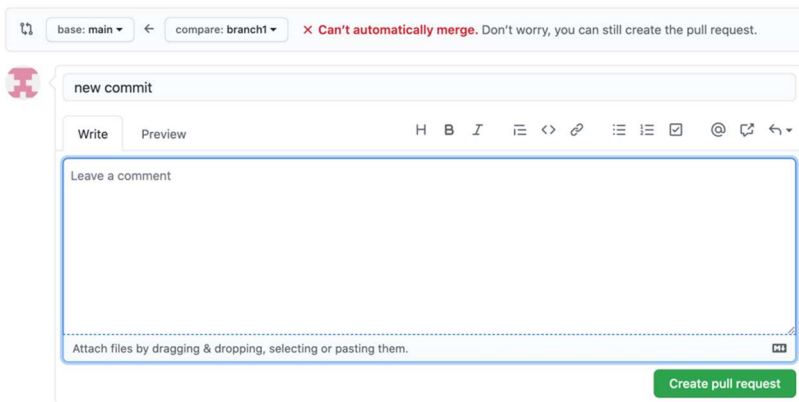 base: main compare: branch1 Can’t automatically merge. Don’t worry, you can still create the pull request.
new commit
Write Preview H B I @
Leave a comment
Attach files by dragging & dropping, selecting or pasting them.
Create pull request